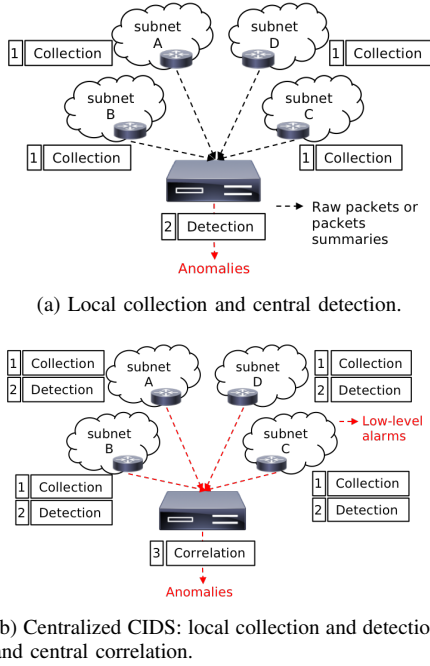 subnet
A
subnet
D
1 Collection
1 Collection
subnet
B
subnet
C
1 Collection
1 Collection
2 Detection
Raw packets or
packets
summaries
Anomalies
(a) Local collection and central detection.
1 Collection
2 Detection
subnet
A
subnet
D
1 Collection
2 Detection
subnet
B
subnet
C
Low-level
alarms
1 Collection
2 Detection
1 Collection
2 Detection
3 Correlation
Anomalies
b) Centralized CIDS: local collection and detectio
and central correlation.